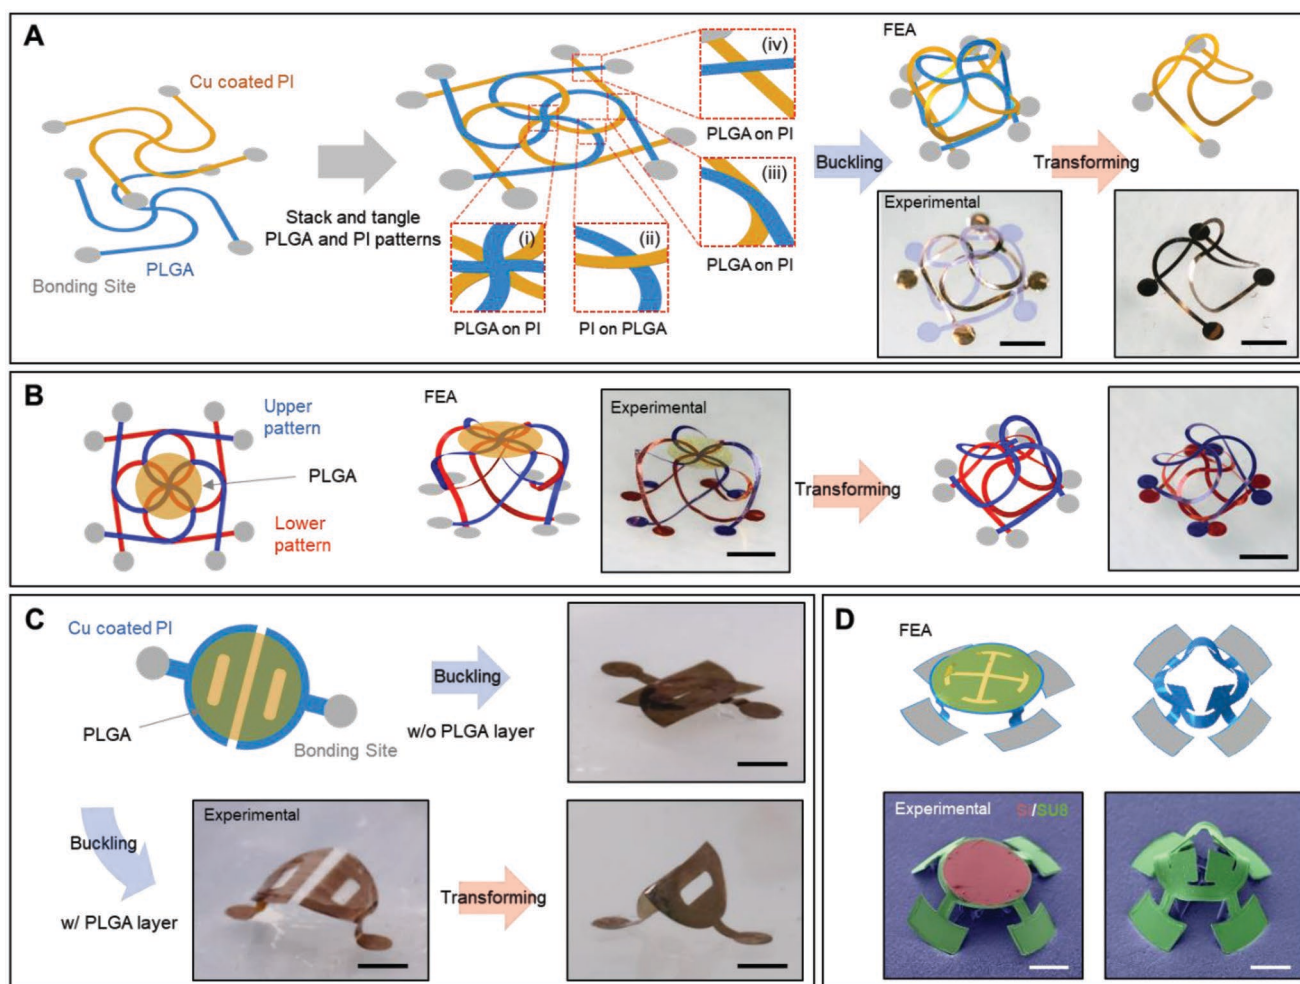 A
Cu coated PI
PLGA
Bonding Site
Stack and tangle
PLGA and PI patterns
(i)
PLGA on PI
(ii)
PI on PLGA
(iii)
PLGA on PI
(iv)
PLGA on PI
Buckling
FEA
Experimental
Transforming
B
Upper
pattern
PLGA
Lower
pattern
FEA
Experimental
Transforming
C
Cu coated PI
PLGA
Bonding Site
Buckling
w/o PLGA layer
Buckling
w/ PLGA layer
Experimental
Transforming
D
FEA
Experimental
Si/SU8